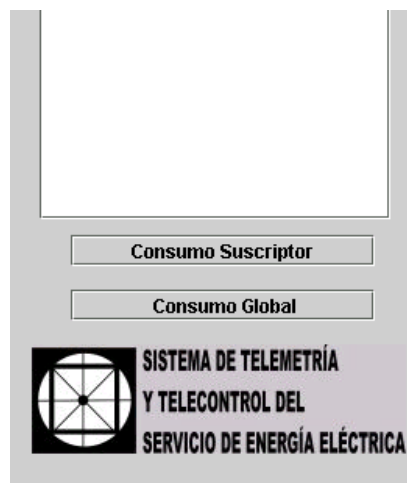 Consumo Suscriptor
Consumo Global
SISTEMA DE TELEMETRÍA
Y TELECONTROL DEL
SERVICIO DE ENERGÍA ELÉCTRICA